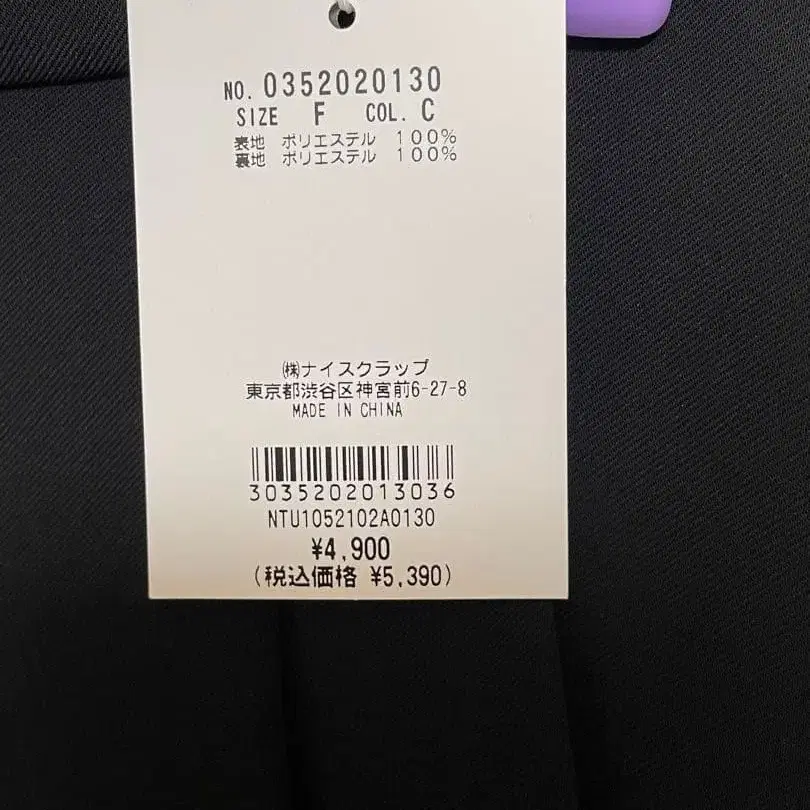 NO. 0352020130
SIZE F COL. C
表地 ポリエステル 100%
裏地 ポリエステル 100%
㈱ナイスクラップ
東京都渋谷区神宮前6-27-8
MADE IN CHINA
3035202013036
NTU1052102A0130
¥4,900
(税込価格 ¥5,390)